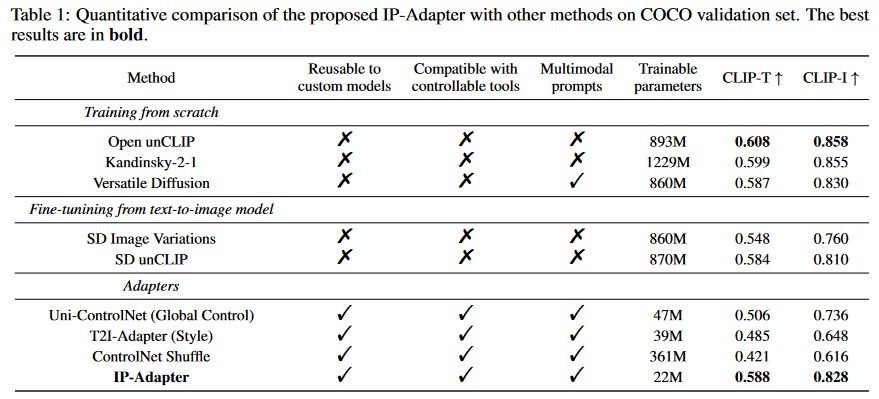 Table 1: Quantitative comparison of the proposed IP-Adapter with other methods on COCO validation set. The best
results are in bold.
Method Reusable to custom models Compatible with controllable tools Multimodal prompts Trainable parameters CLIP-T ↑ CLIP-I ↑
Training from scratch
Open unCLIP ✗ ✗ ✗ 893M 0.608 0.858
Kandinsky-2-1 ✗ ✗ ✗ 1229M 0.599 0.855
Versatile Diffusion ✗ ✗ ✓ 860M 0.587 0.830
Fine-tunining from text-to-image model
SD Image Variations ✗ ✗ ✗ 860M 0.548 0.760
SD unCLIP ✗ ✗ ✗ 870M 0.584 0.810
Adapters
Uni-ControlNet (Global Control) ✓ ✓ ✓ 47M 0.506 0.736
T2I-Adapter (Style) ✓ ✓ ✓ 39M 0.485 0.648
ControlNet Shuffle ✓ ✓ ✓ 361M 0.421 0.616
IP-Adapter ✓ ✓ ✓ 22M 0.588 0.828